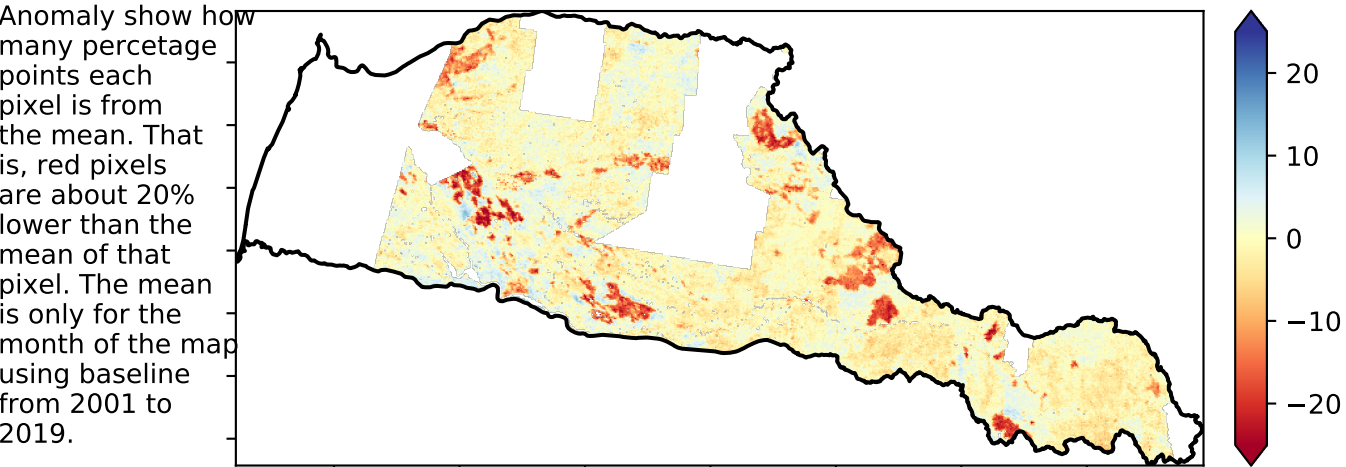 Anomaly show how
many percetage
points each
pixel is from
the mean. That
is, red pixels
are about 20%
lower than the
mean of that
pixel. The mean
is only for the
month of the map
using baseline
from 2001 to
2019.
20
10
0
−10
−20